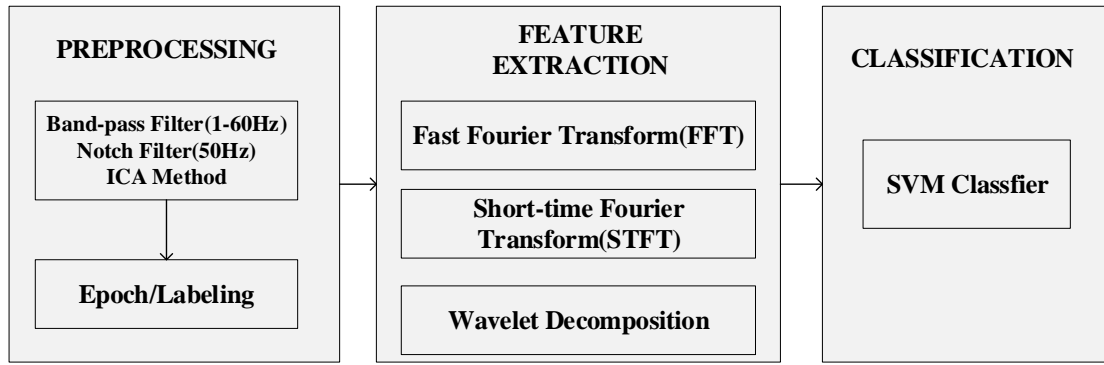 PREPROCESSING
Band-pass Filter(1-60Hz)
Notch Filter(50Hz)
ICA Method
Epoch/Labeling
FEATURE
EXTRACTION
Fast Fourier Transform(FFT)
Short-time Fourier
Transform(STFT)
Wavelet Decomposition
CLASSIFICATION
SVM Classfier